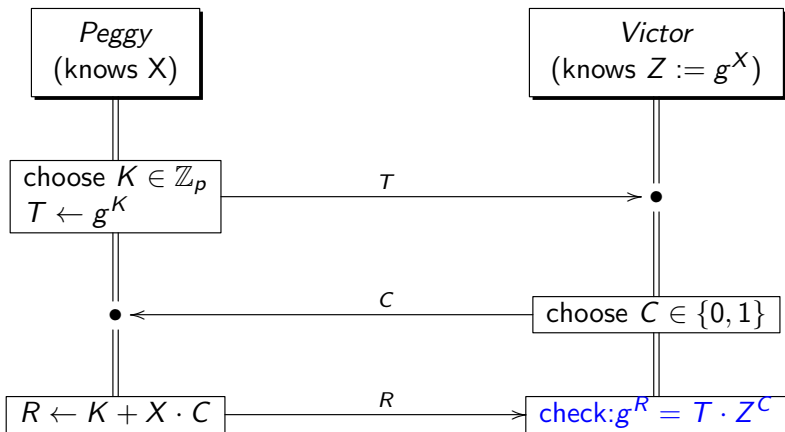 Peggy
(knows X)
Victor
(knows Z := g^X)
choose K ∈ ℤ_p
T ← g^K
T
C
choose C ∈ {0, 1}
R ← K + X · C
R
check:g^R = T · Z^C